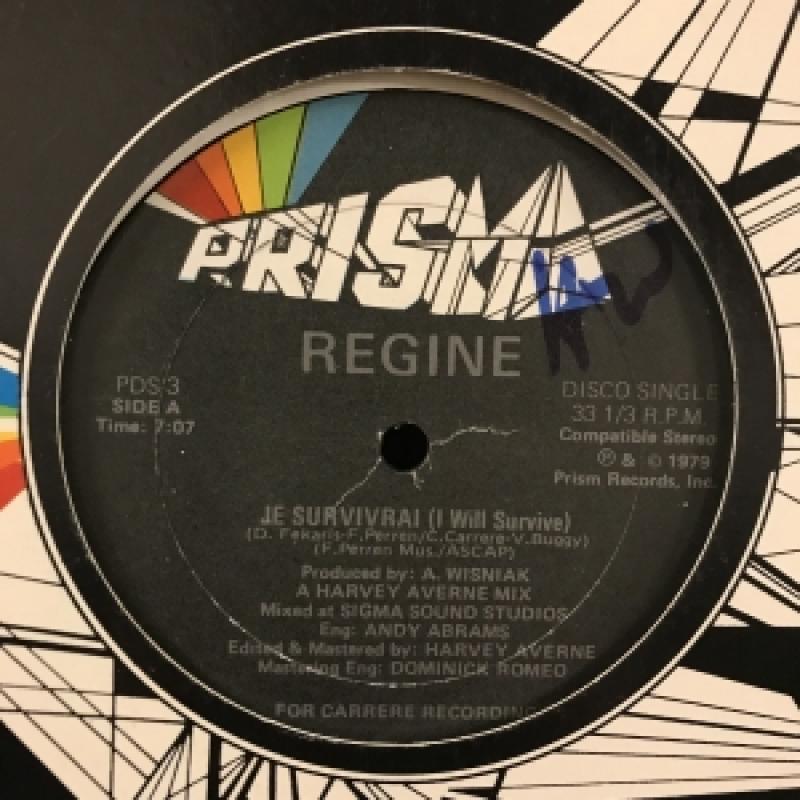 PRISM
REGINE
PDS 3
SIDE A
Time: 7:07
DISCO SINGLE
33 1/3 R.P.M.
Compatible Stereo
Ⓟ & © 1979
Prism Records, Inc.
JE SURVIVRAI (I Will Survive)
(D. Fekaris-F. Perren/C. Carrere-V. Buggy)
(F. Perren Mus./ASCAP)
Produced by: A. WISNIAK
A HARVEY AVERNE MIX
Mixed at SIGMA SOUND STUDIOS
Eng: ANDY ABRAMS
Edited & Mastered by: HARVEY AVERNE
Mastering Eng: DOMINICK ROMEO
FOR CARRERE RECORDING